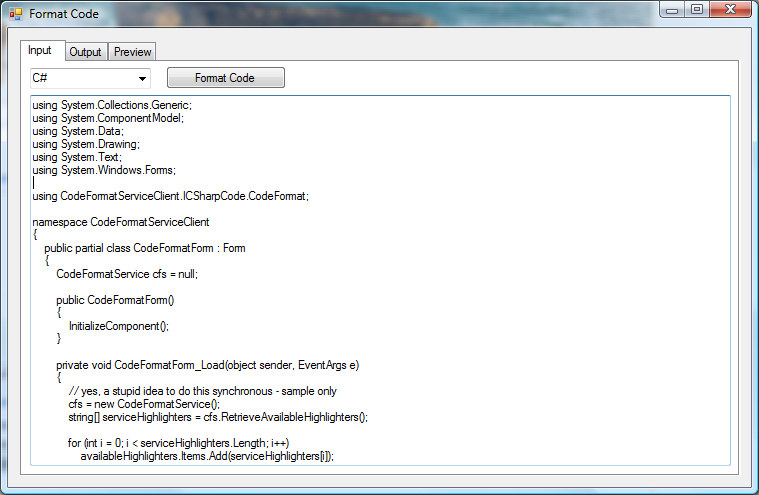 Format Code
Input Output Preview
C# Format Code
using System.Collections.Generic;
using System.ComponentModel;
using System.Data;
using System.Drawing;
using System.Text;
using System.Windows.Forms;
using CodeFormatServiceClient.ICSharpCode.CodeFormat;
namespace CodeFormatServiceClient
{
public partial class CodeFormatForm : Form
{
CodeFormatService cfs = null;
public CodeFormatForm()
{
InitializeComponent();
}
private void CodeFormatForm_Load(object sender, EventArgs e)
{
// yes, a stupid idea to do this synchronous - sample only
cfs = new CodeFormatService();
string[] serviceHighlighters = cfs.RetrieveAvailableHighlighters();
for (int i = 0; i < serviceHighlighters.Length; i++)
availableHighlighters.Items.Add(serviceHighlighters[i]);